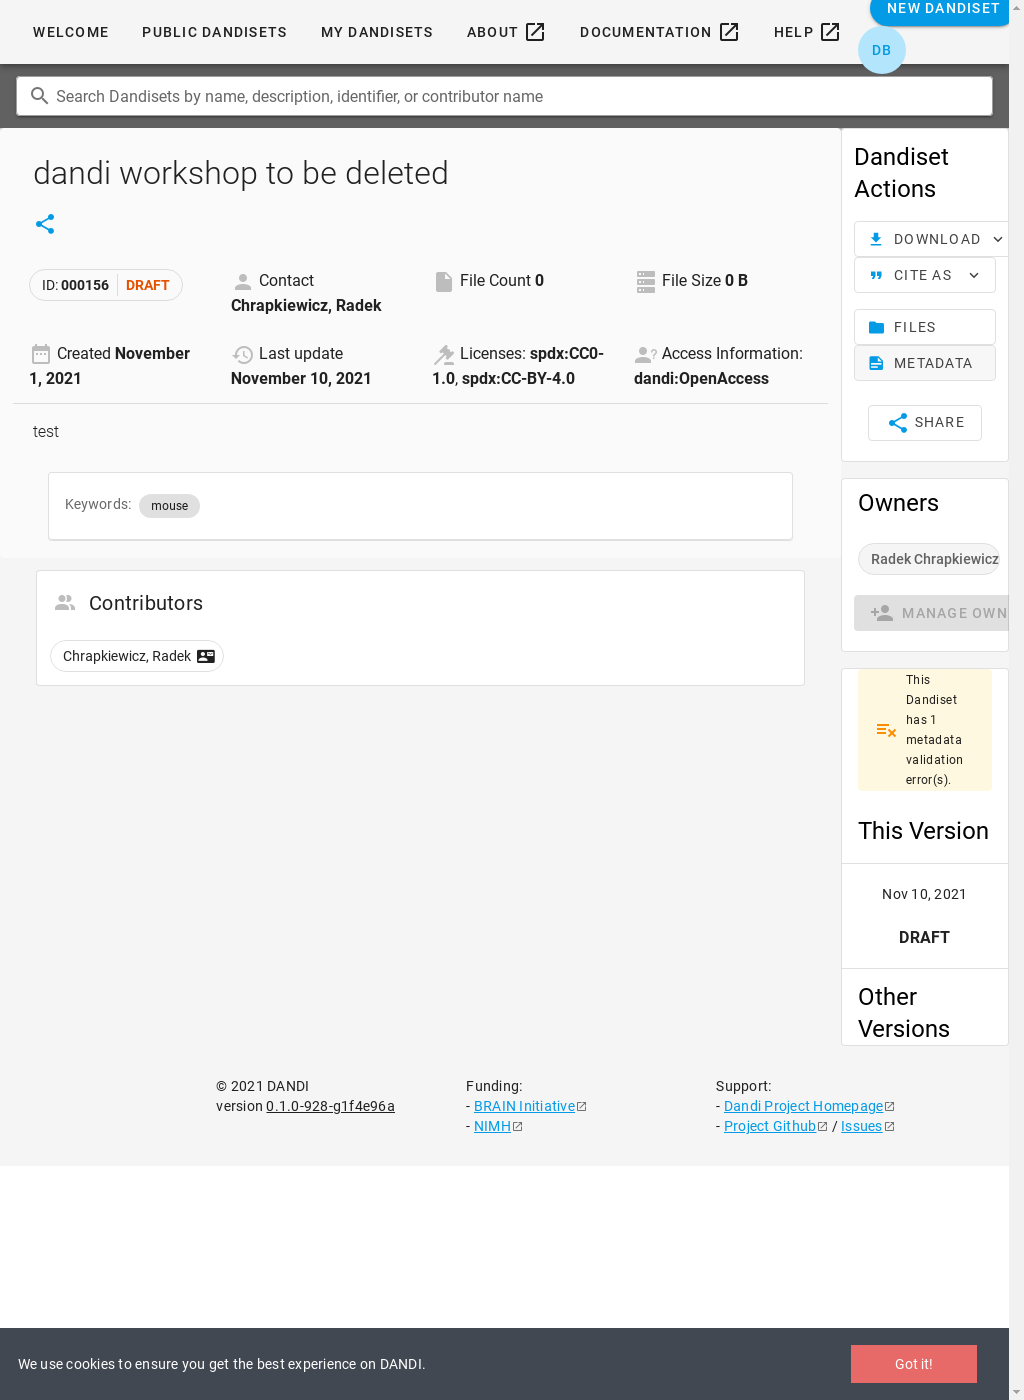 WELCOME
PUBLIC DANDISETS
MY DANDISETS
ABOUT
DOCUMENTATION
HELP
NEW DANDISET
DB
Search Dandisets by name, description, identifier, or contributor name
dandi workshop to be deleted
ID: 000156 DRAFT
Contact
Chrapkiewicz, Radek
File Count 0
File Size 0 B
Created November
1, 2021
Last update
November 10, 2021
Licenses: spdx:CC0-
1.0, spdx:CC-BY-4.0
Access Information:
dandi:OpenAccess
test
Keywords: mouse
Contributors
Chrapkiewicz, Radek
Dandiset
Actions
DOWNLOAD
CITE AS
FILES
METADATA
SHARE
Owners
Radek Chrapkiewicz
MANAGE OWN
This
Dandiset
has 1
metadata
validation
error(s).
This Version
Nov 10, 2021
DRAFT
Other
Versions
© 2021 DANDI
version 0.1.0-928-g1f4e96a
Funding:
- BRAIN Initiative
- NIMH
Support:
- Dandi Project Homepage
- Project Github / Issues
We use cookies to ensure you get the best experience on DANDI.
Got it!